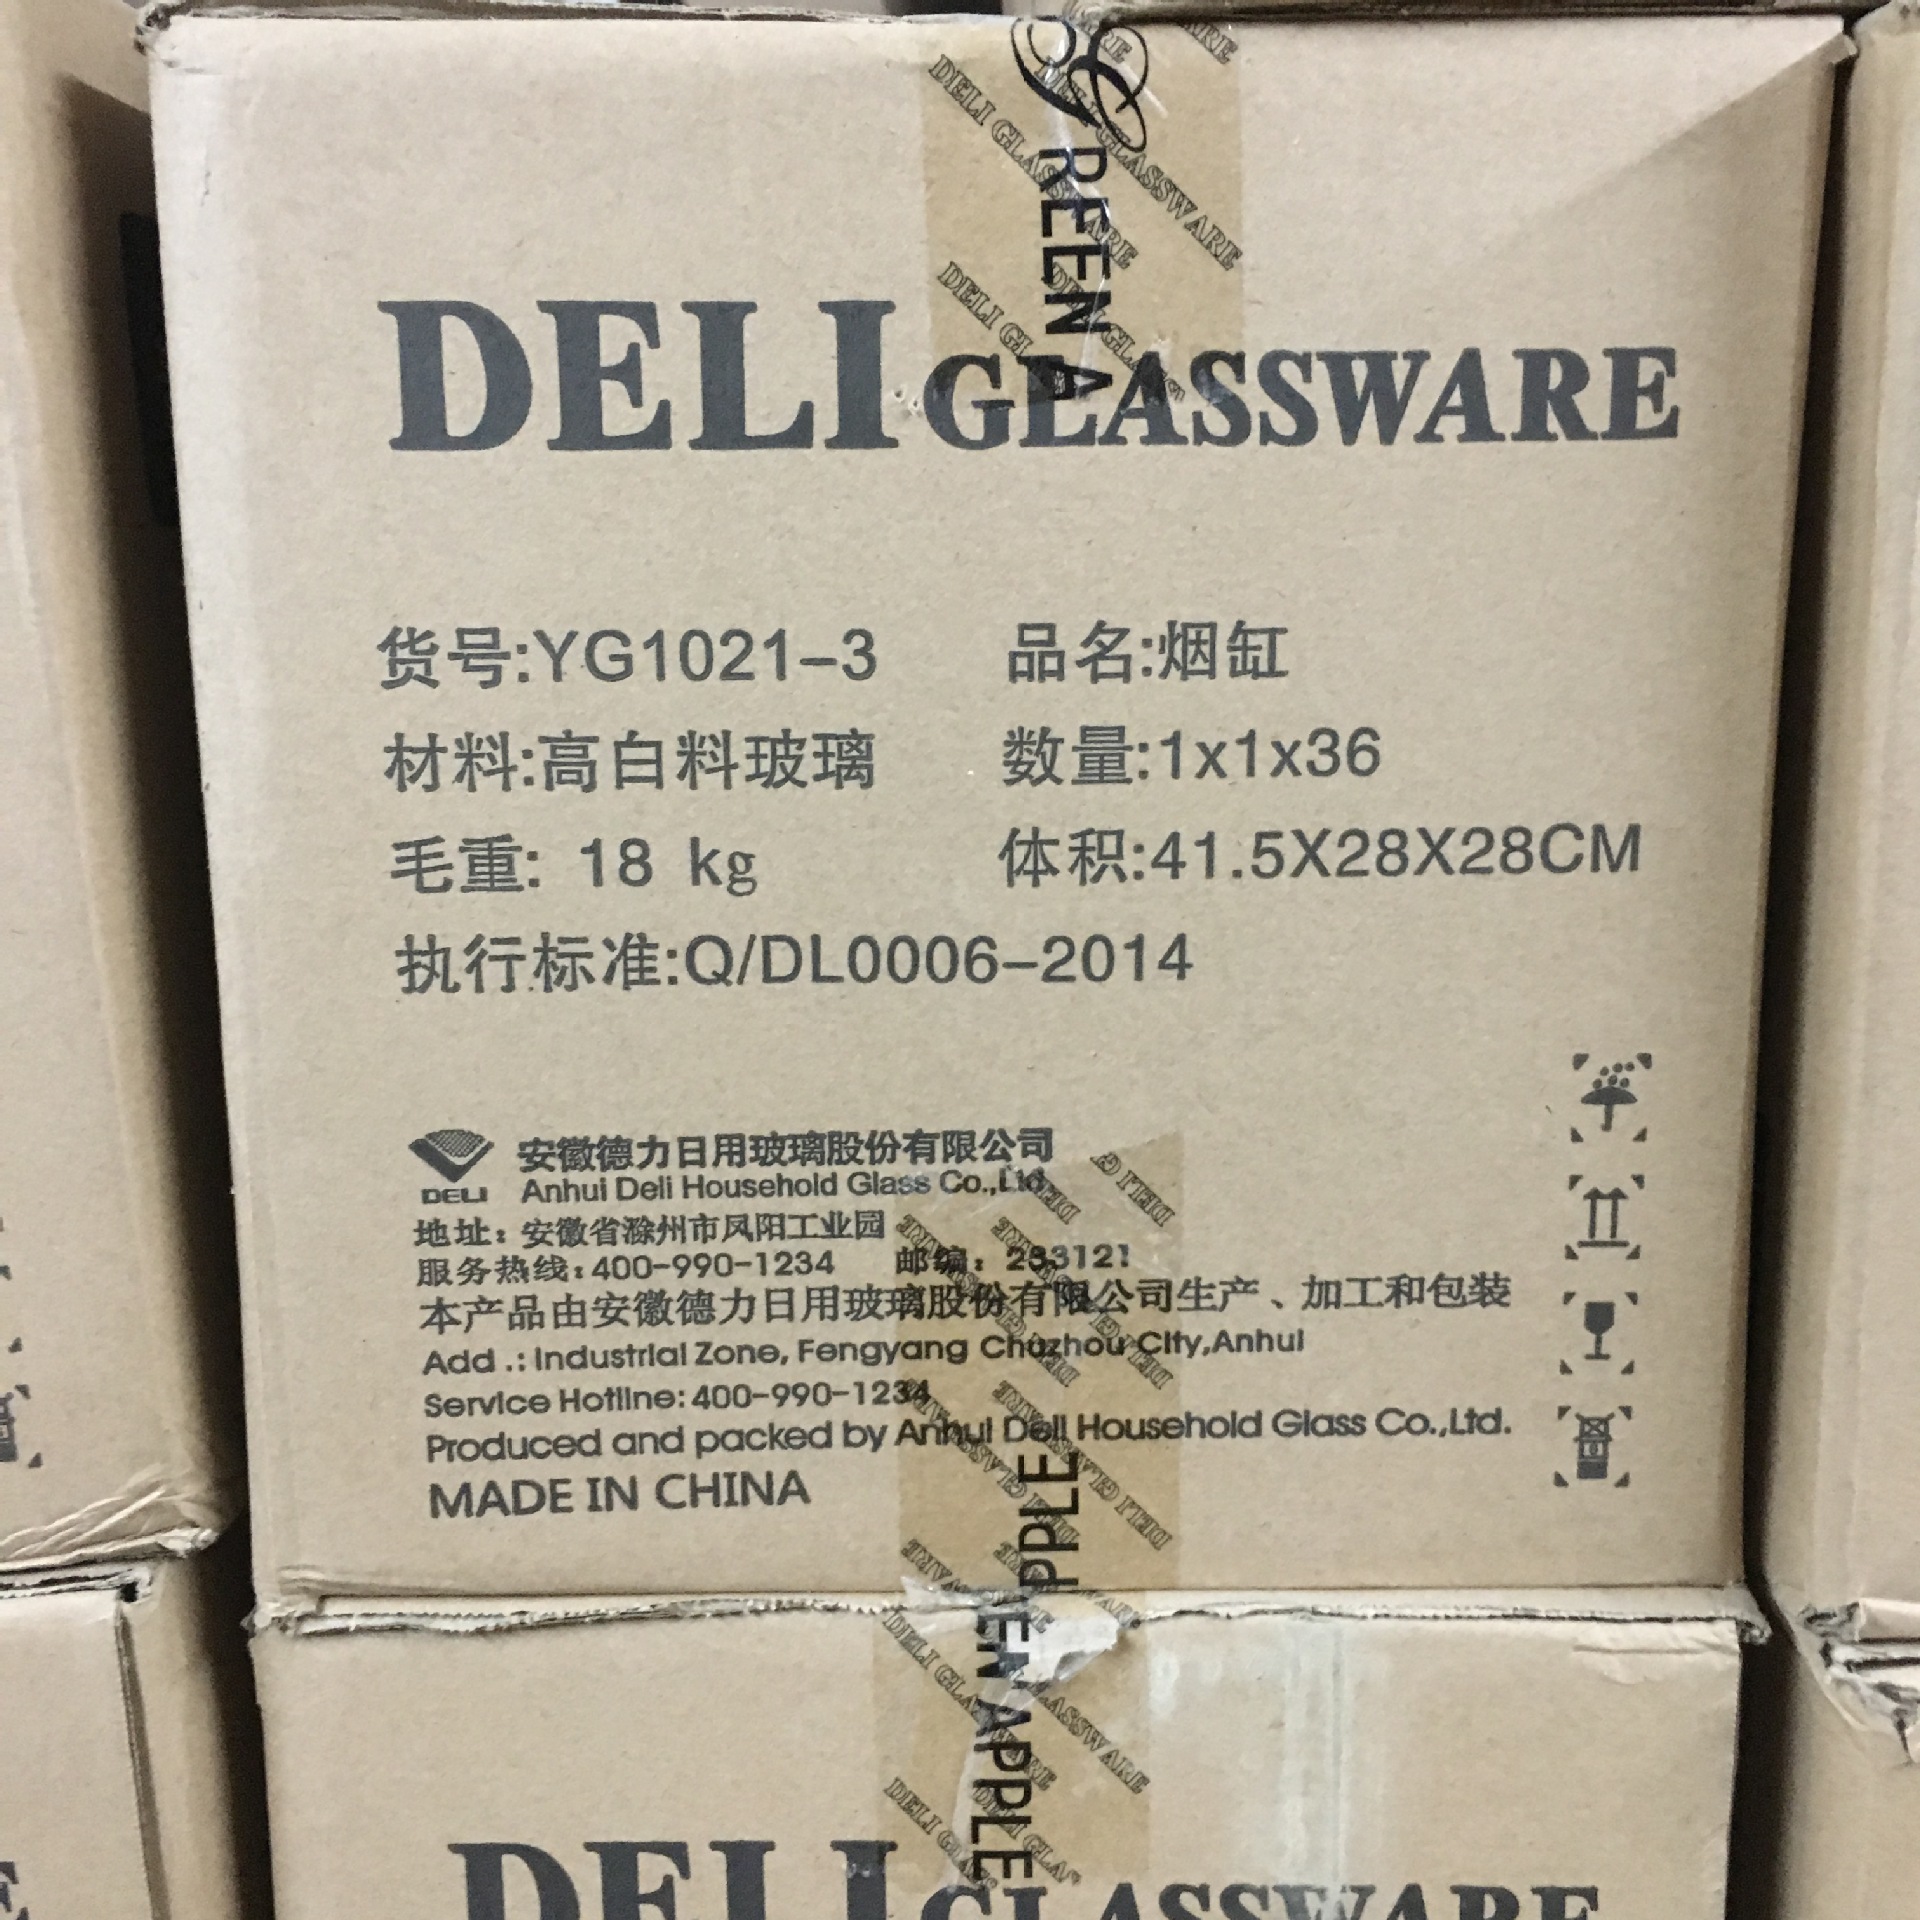 DELI GLASSWARE
货号:YG1021-3 品名:烟缸
材料:高白料玻璃 数量:1x1x36
毛重: 18 kg 体积:41.5X28X28CM
执行标准:Q/DL0006-2014
安徽德力日用玻璃股份有限公司
DELI Anhui Deli Household Glass Co.,Ltd.
地址：安徽省滁州市凤阳工业园
服务热线：400-990-1234 邮编：233121
本产品由安徽德力日用玻璃股份有限公司生产、加工和包装
Add .: Industrial Zone, Fengyang Chuzhou City,Anhui
Service Hotline: 400-990-1234
Produced and packed by Anhui Deli Household Glass Co.,Ltd.
MADE IN CHINA
GREEN A
PPLE
EN APPLE
DELI GLASSWARE
DELI GLASSWARE
DELI GLASSWARE